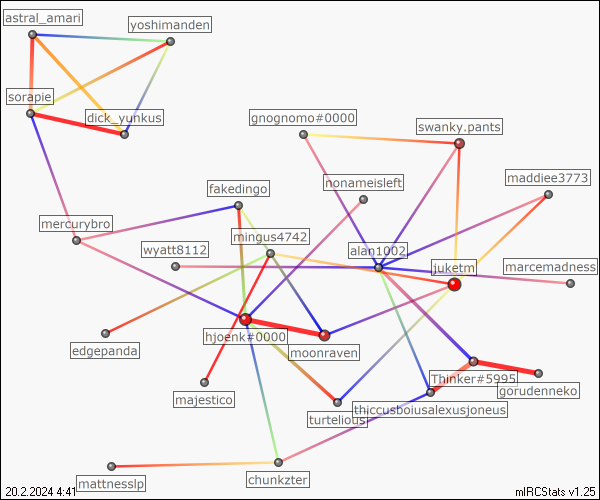 astral_amari
yoshimanden
sorapie
dick_yunkus
gnognomo#0000
swanky.pants
fakedingo
nonameisleft
maddiee3773
mercurybro
mingus4742
wyatt8112
alan1002
juketm
marcemadness
hjoenk#0000
moonraven
edgepanda
Thinker#5995
gorudenneko
majestico
turtelious
thiccusboiusalexusjoneus
mattnesslp
chunkzter
20.2.2024 4:41
mIRCStats v1.25